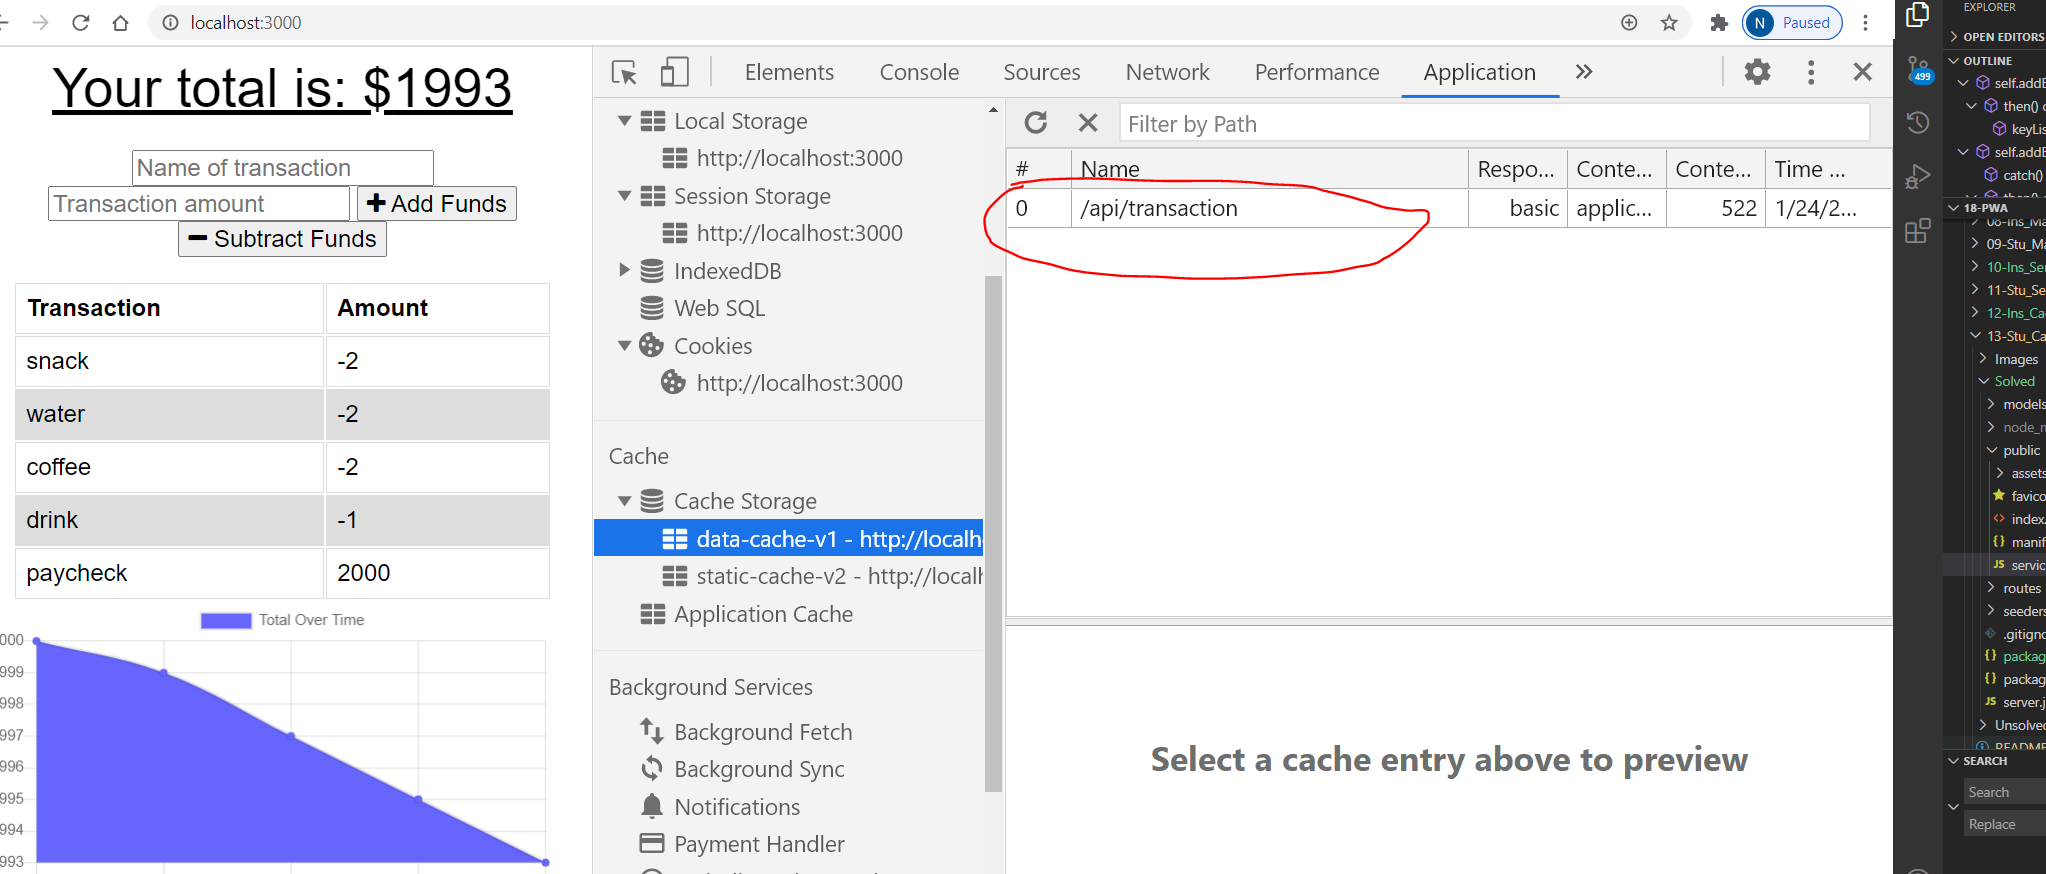 localhost:3000
N Paused
Your total is: $1993
Name of transaction
Transaction amount
Add Funds
Subtract Funds
Transaction Amount
snack -2
water -2
coffee -2
drink -1
paycheck 2000
Total Over Time
000
999
998
997
996
995
994
993
Elements Console Sources Network Performance Application
Local Storage
http://localhost:3000
Session Storage
http://localhost:3000
IndexedDB
Web SQL
Cookies
http://localhost:3000
Cache
Cache Storage
data-cache-v1 - http://localh
static-cache-v2 - http://local
Application Cache
Background Services
Background Fetch
Background Sync
Notifications
Payment Handler
Filter by Path
# Name Respo... Conte... Conte... Time ...
0 /api/transaction basic applic... 522 1/24/2...
Select a cache entry above to preview
499
EXPLORER
OPEN EDITORS
OUTLINE
self.addE
then() c
keyLis
self.addE
catch()
then() c
18-PWA
08-Ins_Ma
09-Stu_Ma
10-Ins_Ser
11-Stu_Se
12-Ins_Ca
13-Stu_Ca
Images
Solved
models
node_m
public
assets
favico
index.
manif
JS servic
routes
seeders
.gitigno
{} packag
{} packag
JS server.j
Unsolved
README
SEARCH
Search
Replace